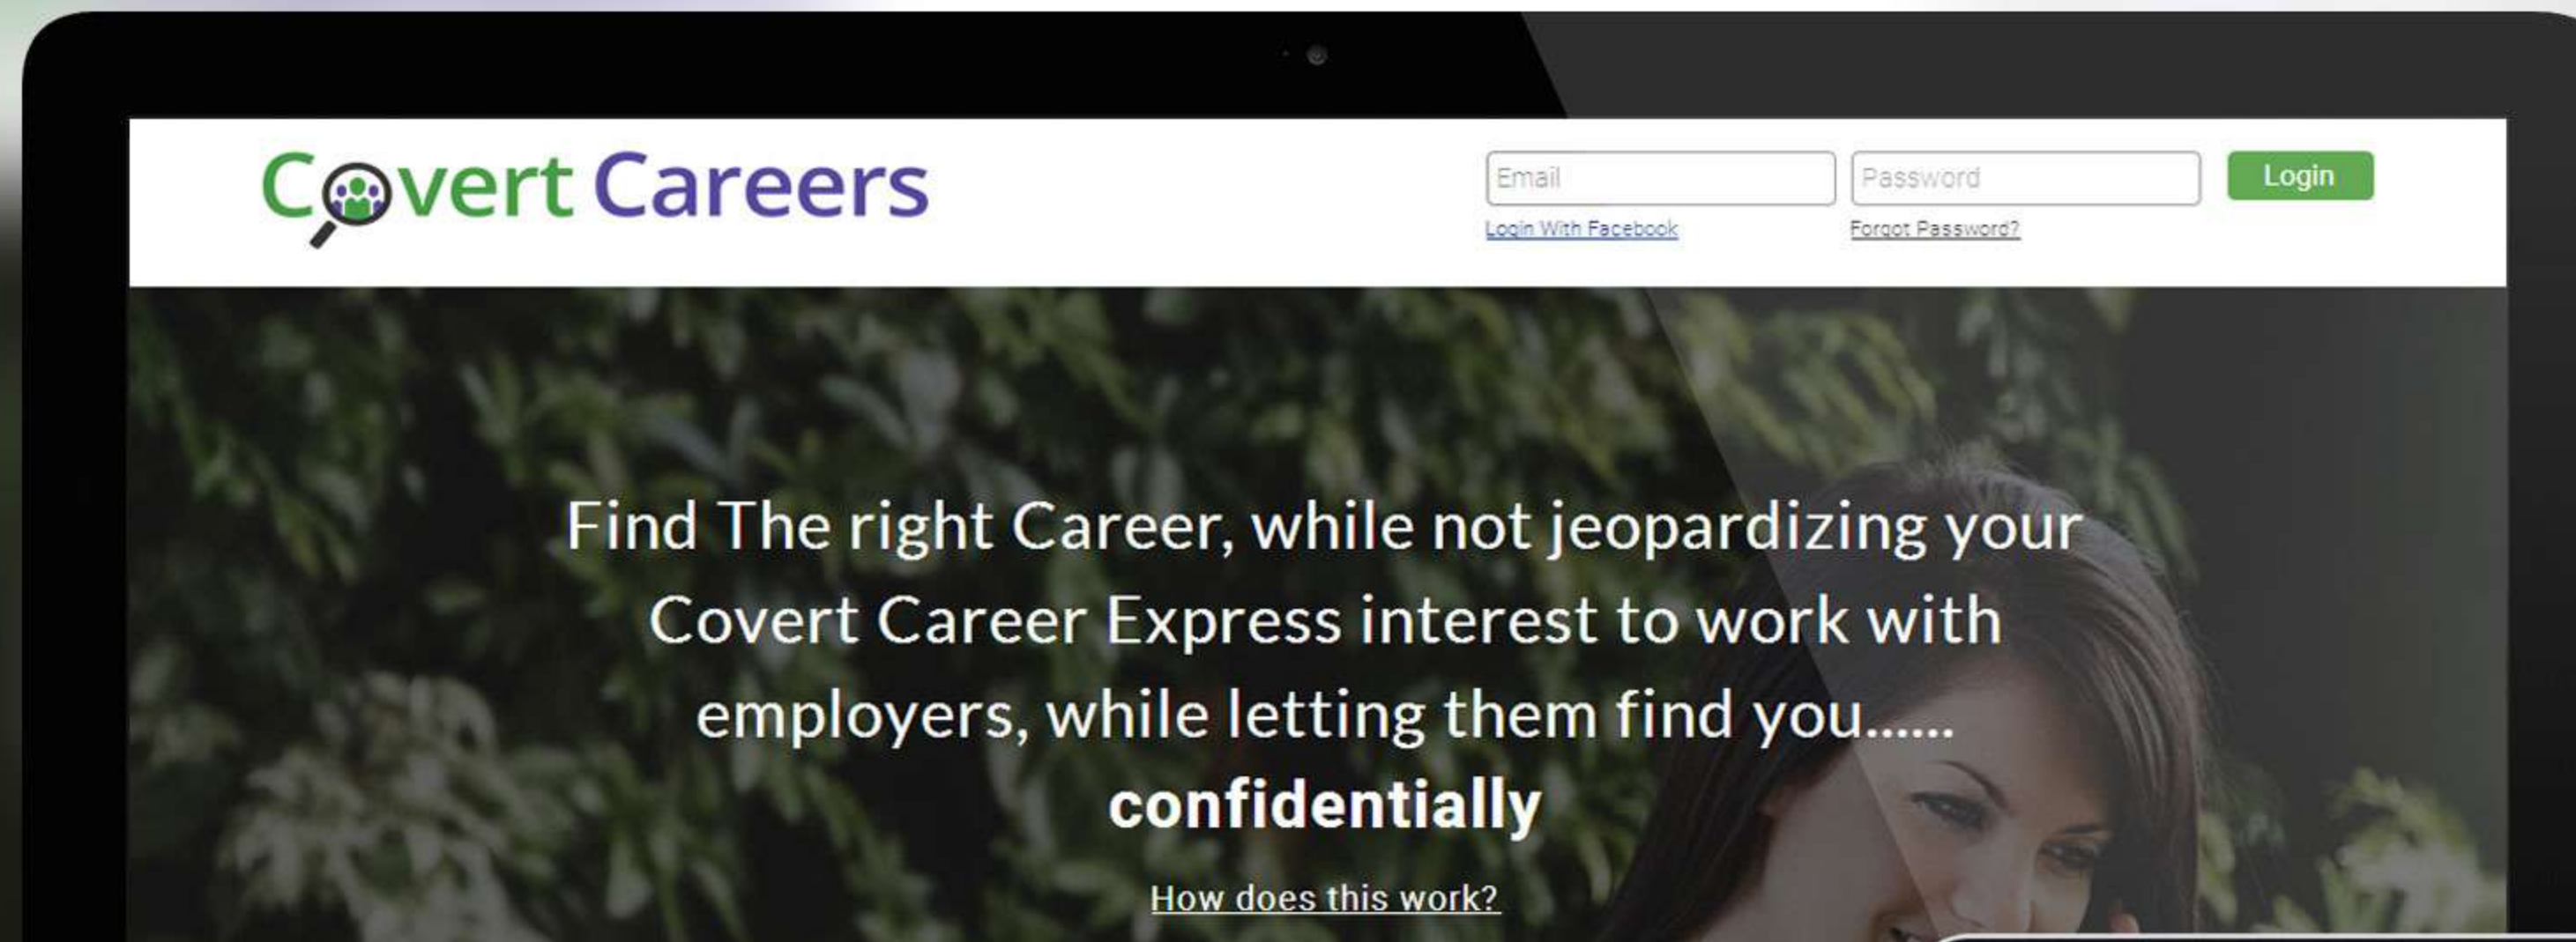 Covert Careers
Email
Password
Login
Login With Facebook
Forgot Password?
Find The right Career, while not jeopardizing your
Covert Career Express interest to work with
employers, while letting them find you......
confidentially
How does this work?